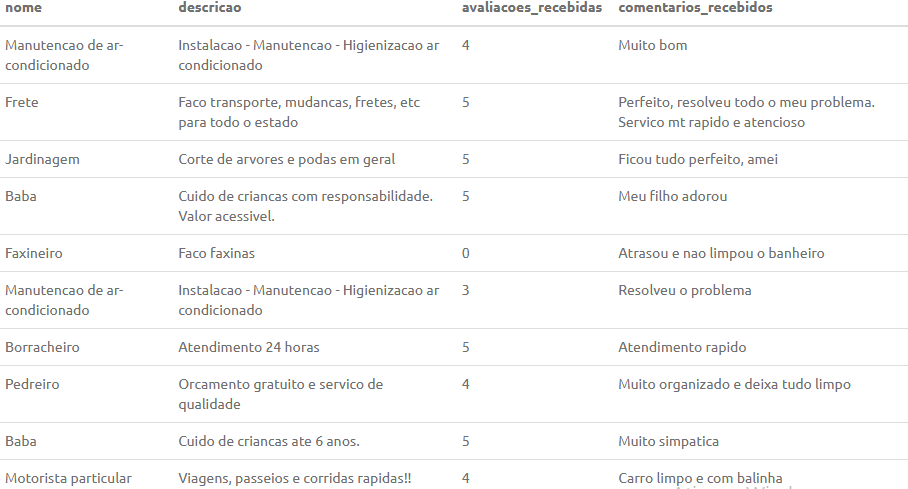 nome descricao avaliacoes_recebidas comentarios_recebidos
Manutencao de ar- Instalacao - Manutencao - Higienizacao ar 4 Muito bom
condicionado condicionado
Frete Faco transporte, mudancas, fretes, etc 5 Perfeito, resolveu todo o meu problema.
para todo o estado Servico mt rapido e atencioso
Jardinagem Corte de arvores e podas em geral 5 Ficou tudo perfeito, amei
Baba Cuido de criancas com responsabilidade. 5 Meu filho adorou
Valor acessivel.
Faxineiro Faco faxinas 0 Atrasou e nao limpou o banheiro
Manutencao de ar- Instalacao - Manutencao - Higienizacao ar 3 Resolveu o problema
condicionado condicionado
Borracheiro Atendimento 24 horas 5 Atendimento rapido
Pedreiro Orcamento gratuito e servico de 4 Muito organizado e deixa tudo limpo
qualidade
Baba Cuido de criancas ate 6 anos. 5 Muito simpatica
Motorista particular Viagens, passeios e corridas rapidas!! 4 Carro limpo e com balinha